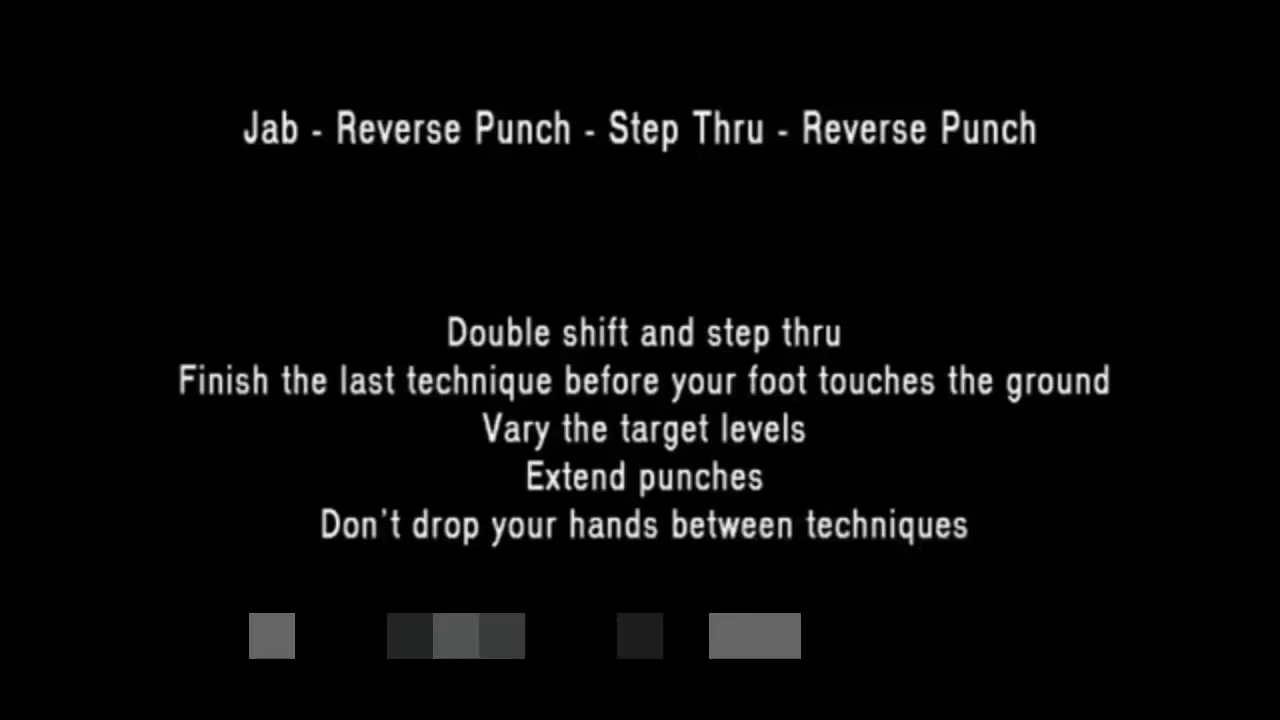 Jab - Reverse Punch - Step Thru - Reverse Punch
Double shift and step thru
Finish the last technique before your foot touches the ground
Vary the target levels
Extend punches
Don't drop your hands between techniques